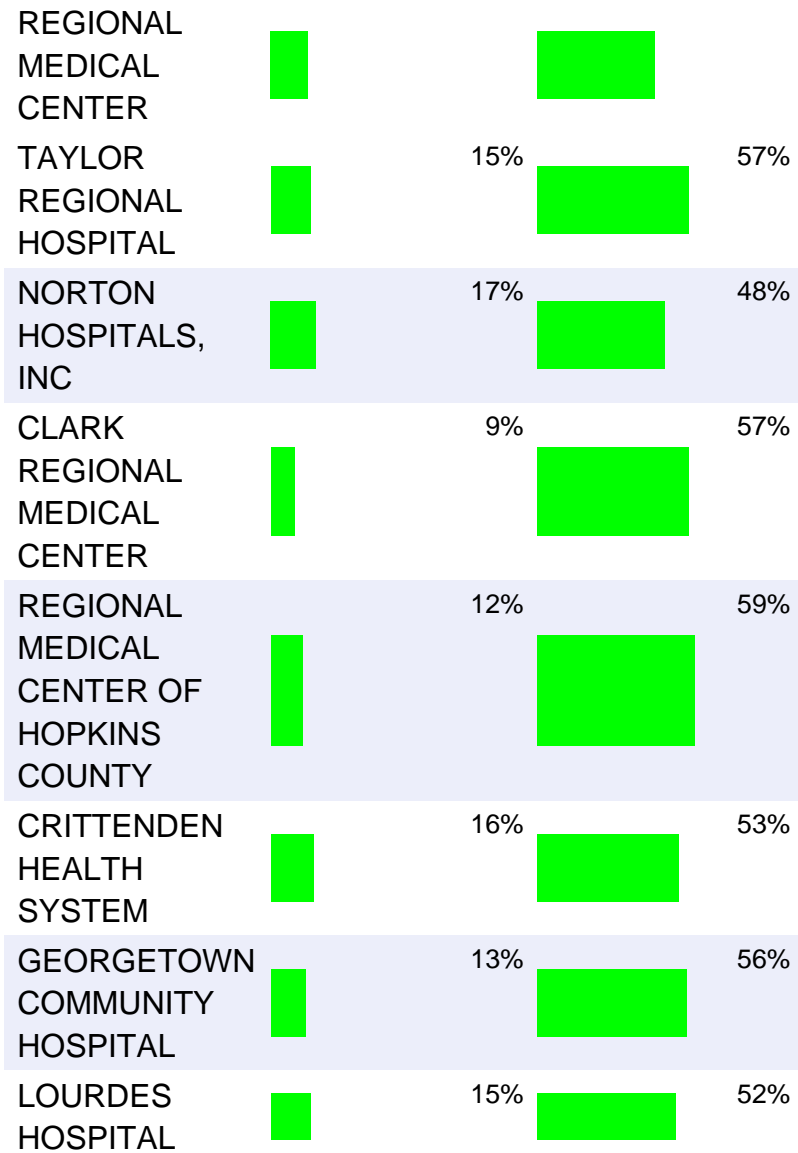 REGIONAL
MEDICAL
CENTER
TAYLOR 15% 57%
REGIONAL
HOSPITAL
NORTON 17% 48%
HOSPITALS,
INC
CLARK 9% 57%
REGIONAL
MEDICAL
CENTER
REGIONAL 12% 59%
MEDICAL
CENTER OF
HOPKINS
COUNTY
CRITTENDEN 16% 53%
HEALTH
SYSTEM
GEORGETOWN 13% 56%
COMMUNITY
HOSPITAL
LOURDES 15% 52%
HOSPITAL